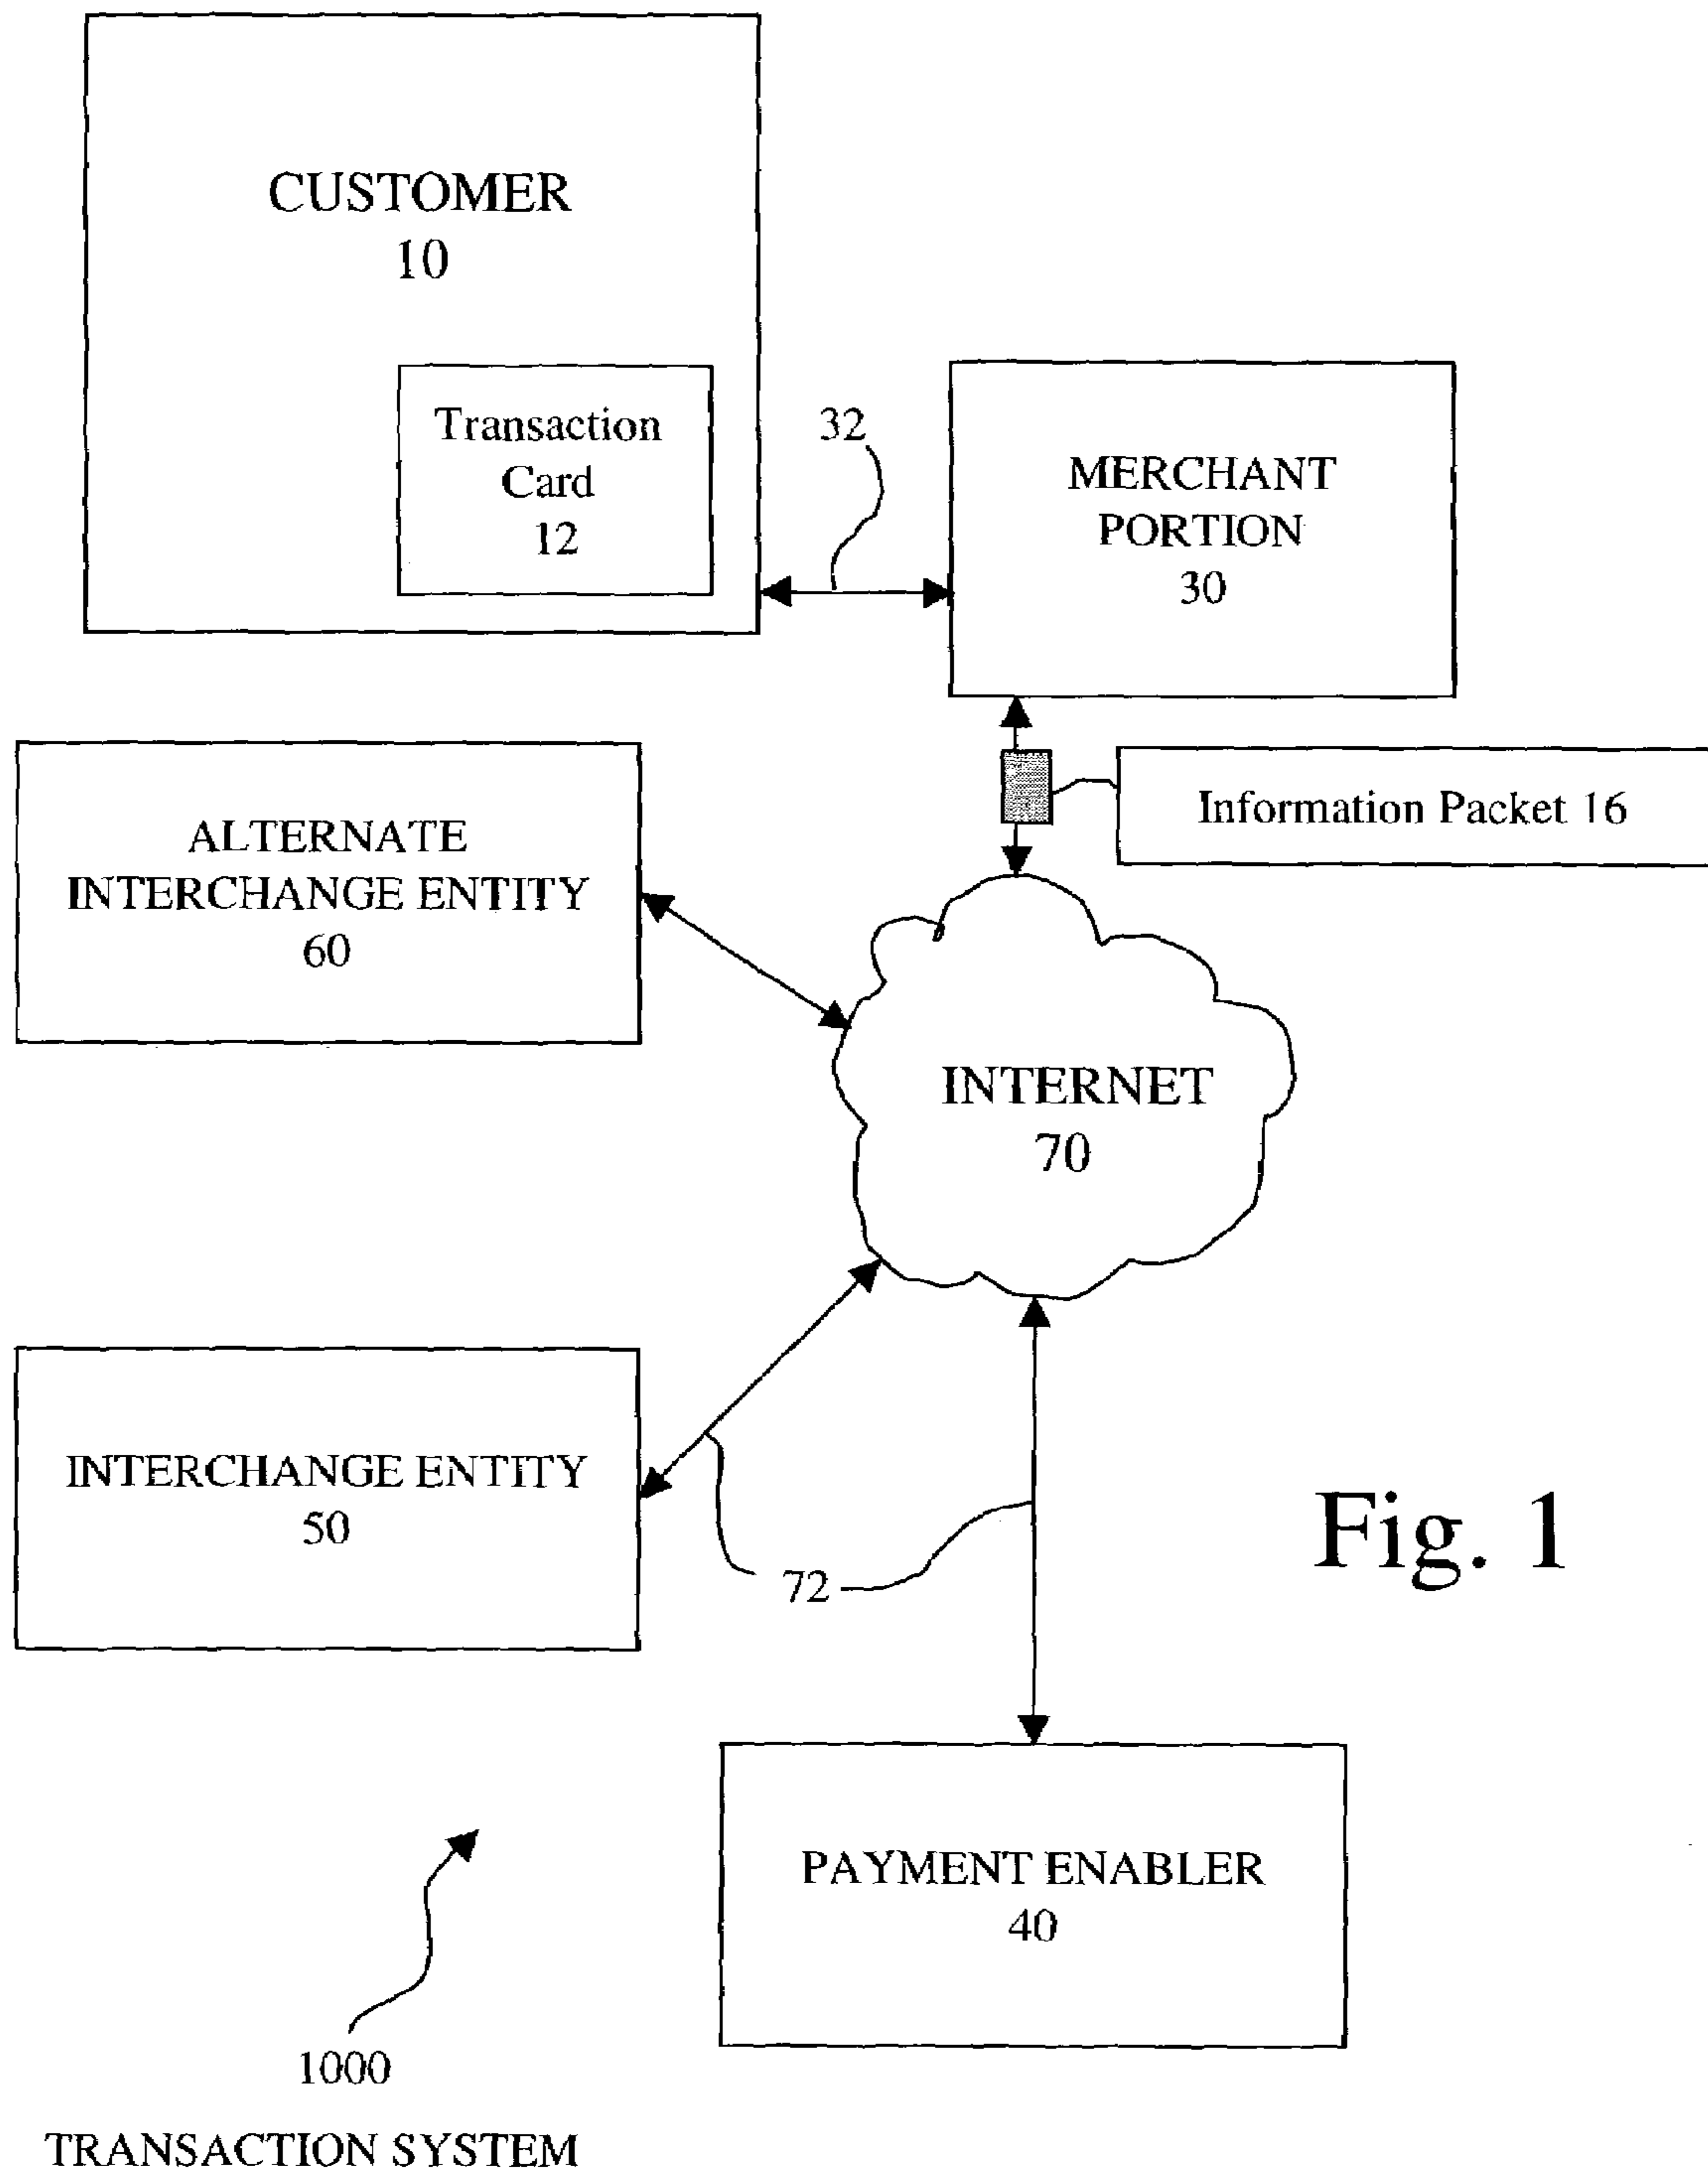 CUSTOMER
10
Transaction
Card
12
32
MERCHANT
PORTION
30
Information Packet 16
ALTERNATE
INTERCHANGE ENTITY
60
INTERNET
70
INTERCHANGE ENTITY
50
72
Fig. 1
PAYMENT ENABLER
40
1000
TRANSACTION SYSTEM